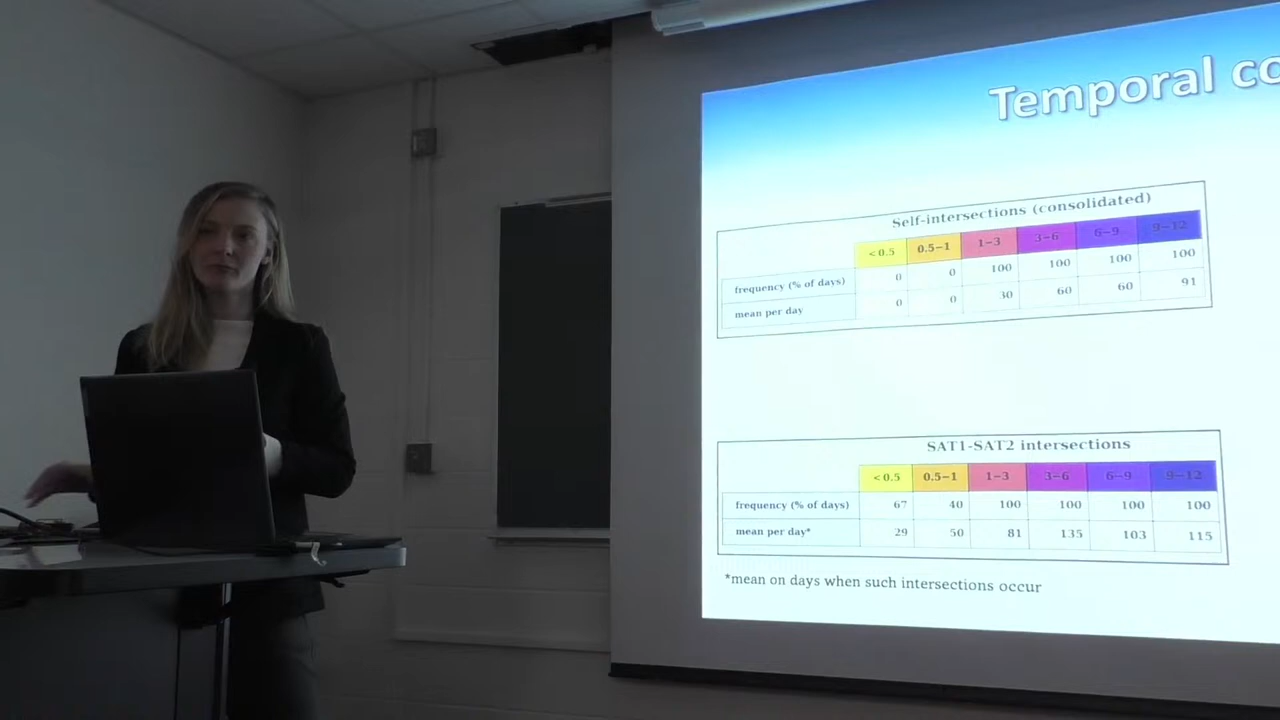 Temporal co
Self-intersections (consolidated)
<0.5 0.5−1 1−3 3−6 6−9 9−12
frequency (% of days) 0 0 100 100 100 100
mean per day 0 0 30 60 60 91
SAT1-SAT2 intersections
<0.5 0.5−1 1−3 3−6 6−9 9−12
frequency (% of days) 67 40 100 100 100 100
mean per day* 29 50 81 135 103 115
*mean on days when such intersections occur